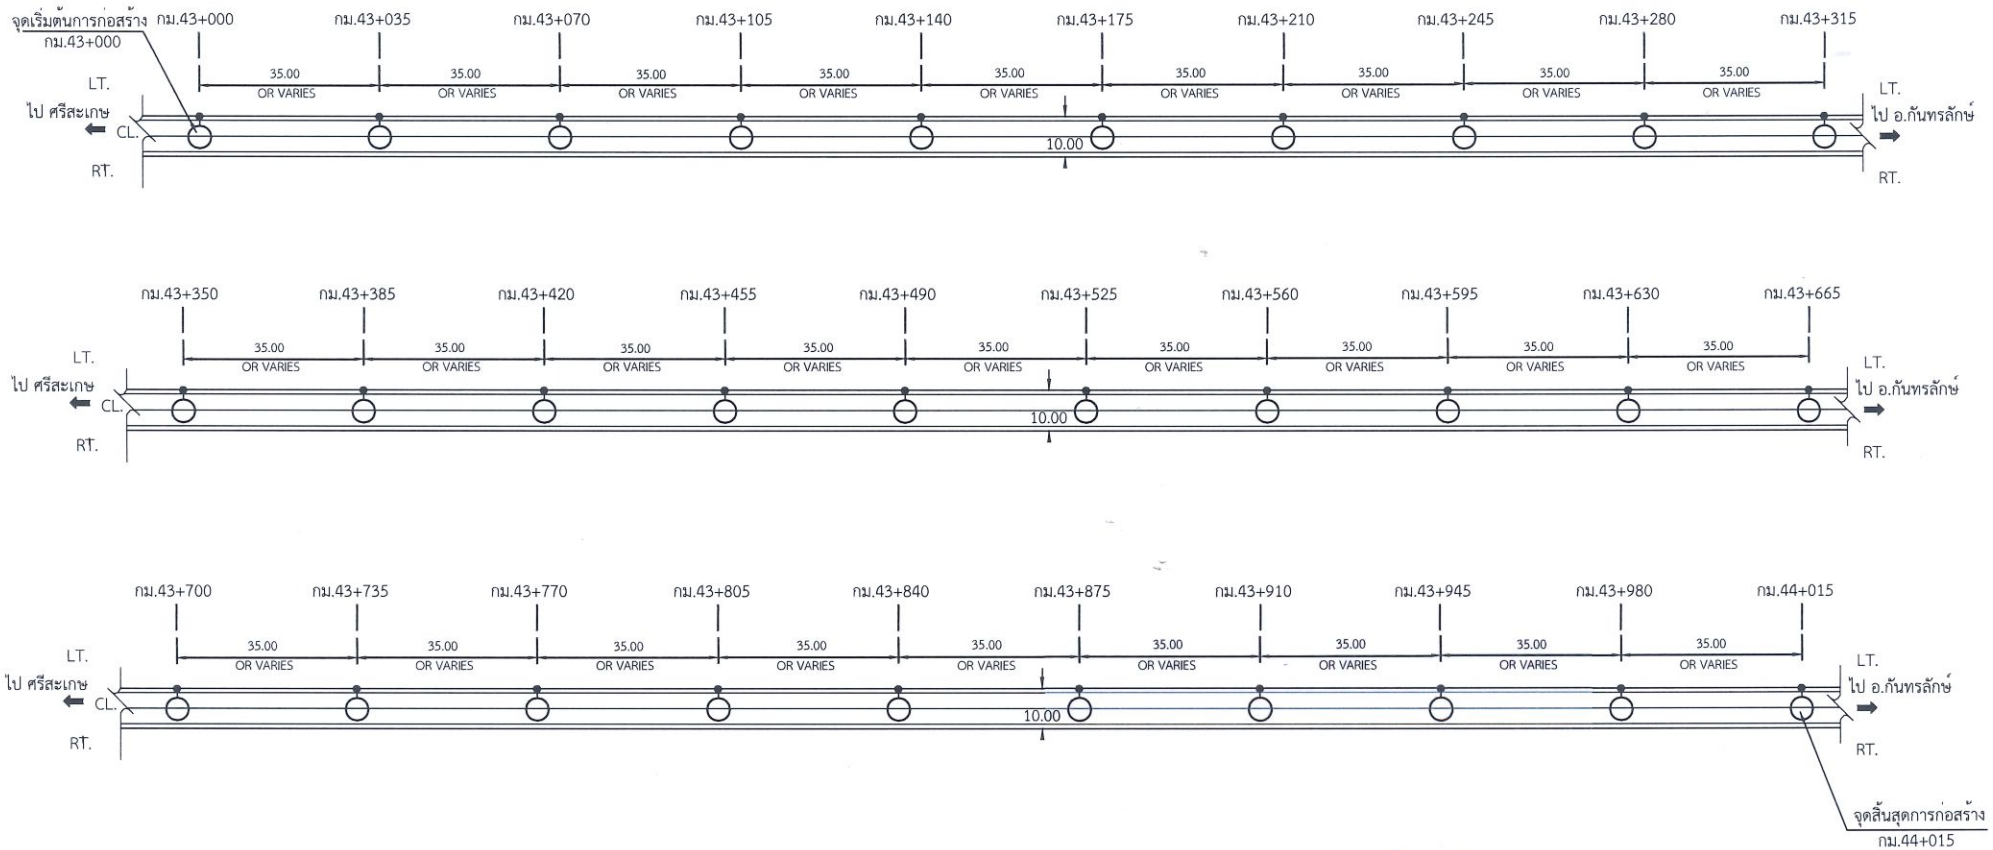 จุดเริ่มต้นการก่อสร้าง กม.43+000 กม.43+035 กม.43+070 กม.43+105 กม.43+140 กม.43+175 กม.43+210 กม.43+245 กม.43+280 กม.43+315
กม.43+000
35.00 35.00 35.00 35.00 35.00 35.00 35.00 35.00 35.00
LT. OR VARIES OR VARIES OR VARIES OR VARIES OR VARIES OR VARIES OR VARIES OR VARIES OR VARIES LT.
ไป ศรีสะเกษ ไป อ.กันทรลักษ์
CL.
10.00
RT. RT.
กม.43+350 กม.43+385 กม.43+420 กม.43+455 กม.43+490 กม.43+525 กม.43+560 กม.43+595 กม.43+630 กม.43+665
35.00 35.00 35.00 35.00 35.00 35.00 35.00 35.00 35.00
LT. OR VARIES OR VARIES OR VARIES OR VARIES OR VARIES OR VARIES OR VARIES OR VARIES OR VARIES LT.
ไป ศรีสะเกษ ไป อ.กันทรลักษ์
CL.
10.00
RT. RT.
กม.43+700 กม.43+735 กม.43+770 กม.43+805 กม.43+840 กม.43+875 กม.43+910 กม.43+945 กม.43+980 กม.44+015
35.00 35.00 35.00 35.00 35.00 35.00 35.00 35.00 35.00
LT. OR VARIES OR VARIES OR VARIES OR VARIES OR VARIES OR VARIES OR VARIES OR VARIES OR VARIES LT.
ไป ศรีสะเกษ ไป อ.กันทรลักษ์
CL.
10.00
RT. RT.
จุดสิ้นสุดการก่อสร้าง
กม.44+015